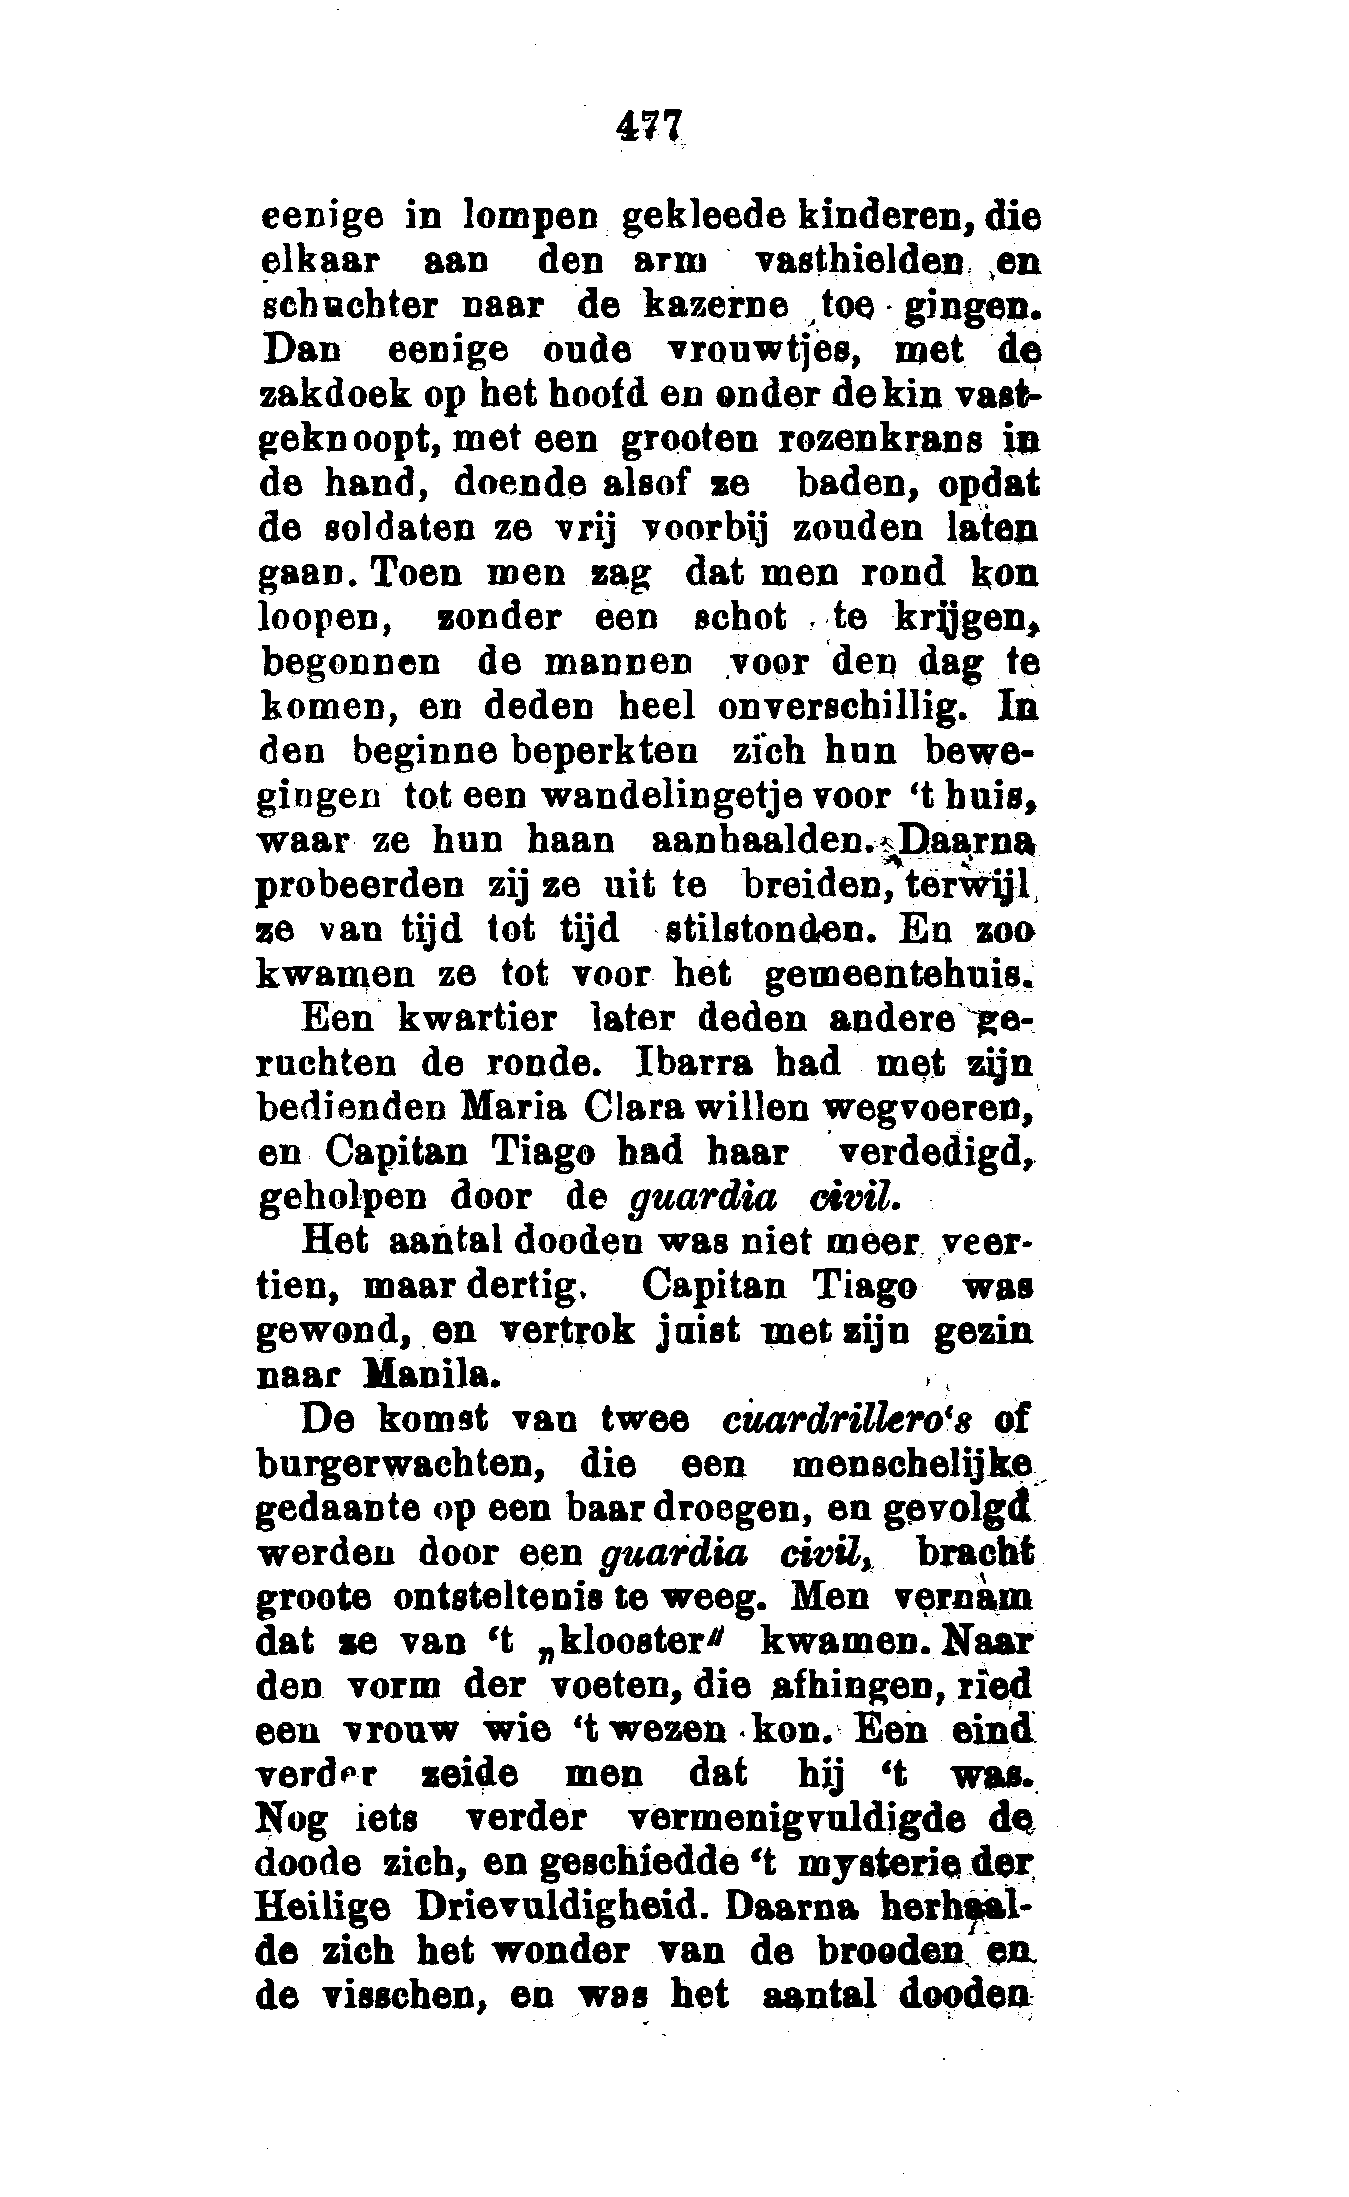 477
eenige in lompen gekleede kinderen, die
elkaar aan den arm vasthielden en
schuchter naar de kazerne toe gingen.
Dan eenige oude vrouwtjes, met de
zakdoek op het hoofd en onder de kin vast-
geknoopt, met een grooten rozenkrans in
de hand, doende alsof ze baden, opdat
de soldaten ze vrij voorbij zouden laten
gaan. Toen men zag dat men rond kon
loopen, zonder een schot te krijgen,
begonnen de mannen voor den dag te
komen, en deden heel onverschillig. In
den beginne beperkten zich hun bewe-
gingen tot een wandelingetje voor ‘t huis,
waar ze hun haan aanhaalden. Daarna
probeerden zij ze uit te breiden, terwijl
ze van tijd tot tijd stilstonden. En zoo
kwamen ze tot voor het gemeentehuis.
Een kwartier later deden andere ge-
ruchten de ronde. Ibarra had met zijn
bedienden Maria Clara willen wegvoeren,
en Capitan Tiago had haar verdedigd,
geholpen door de guardia civil.
Het aantal dooden was niet meer veer-
tien, maar dertig. Capitan Tiago was
gewond, en vertrok juist met zijn gezin
naar Manila.
De komst van twee cuardrillero‘s of
burgerwachten, die een menschelijke
gedaante op een baar droegen, en gevolgd
werden door een guardia civil, bracht
groote ontsteltenis te weeg. Men vernam
dat ze van ‘t „klooster" kwamen. Naar
den vorm der voeten, die afhingen, ried
een vrouw wie ‘t wezen kon. Een eind
verder zeide men dat hij ‘t was.
Nog iets verder vermenigvuldigde de
doode zich, en geschiedde ‘t mysterie der
Heilige Drievuldigheid. Daarna herhaal-
de zich het wonder van de brooden en
de visschen, en was het aantal dooden